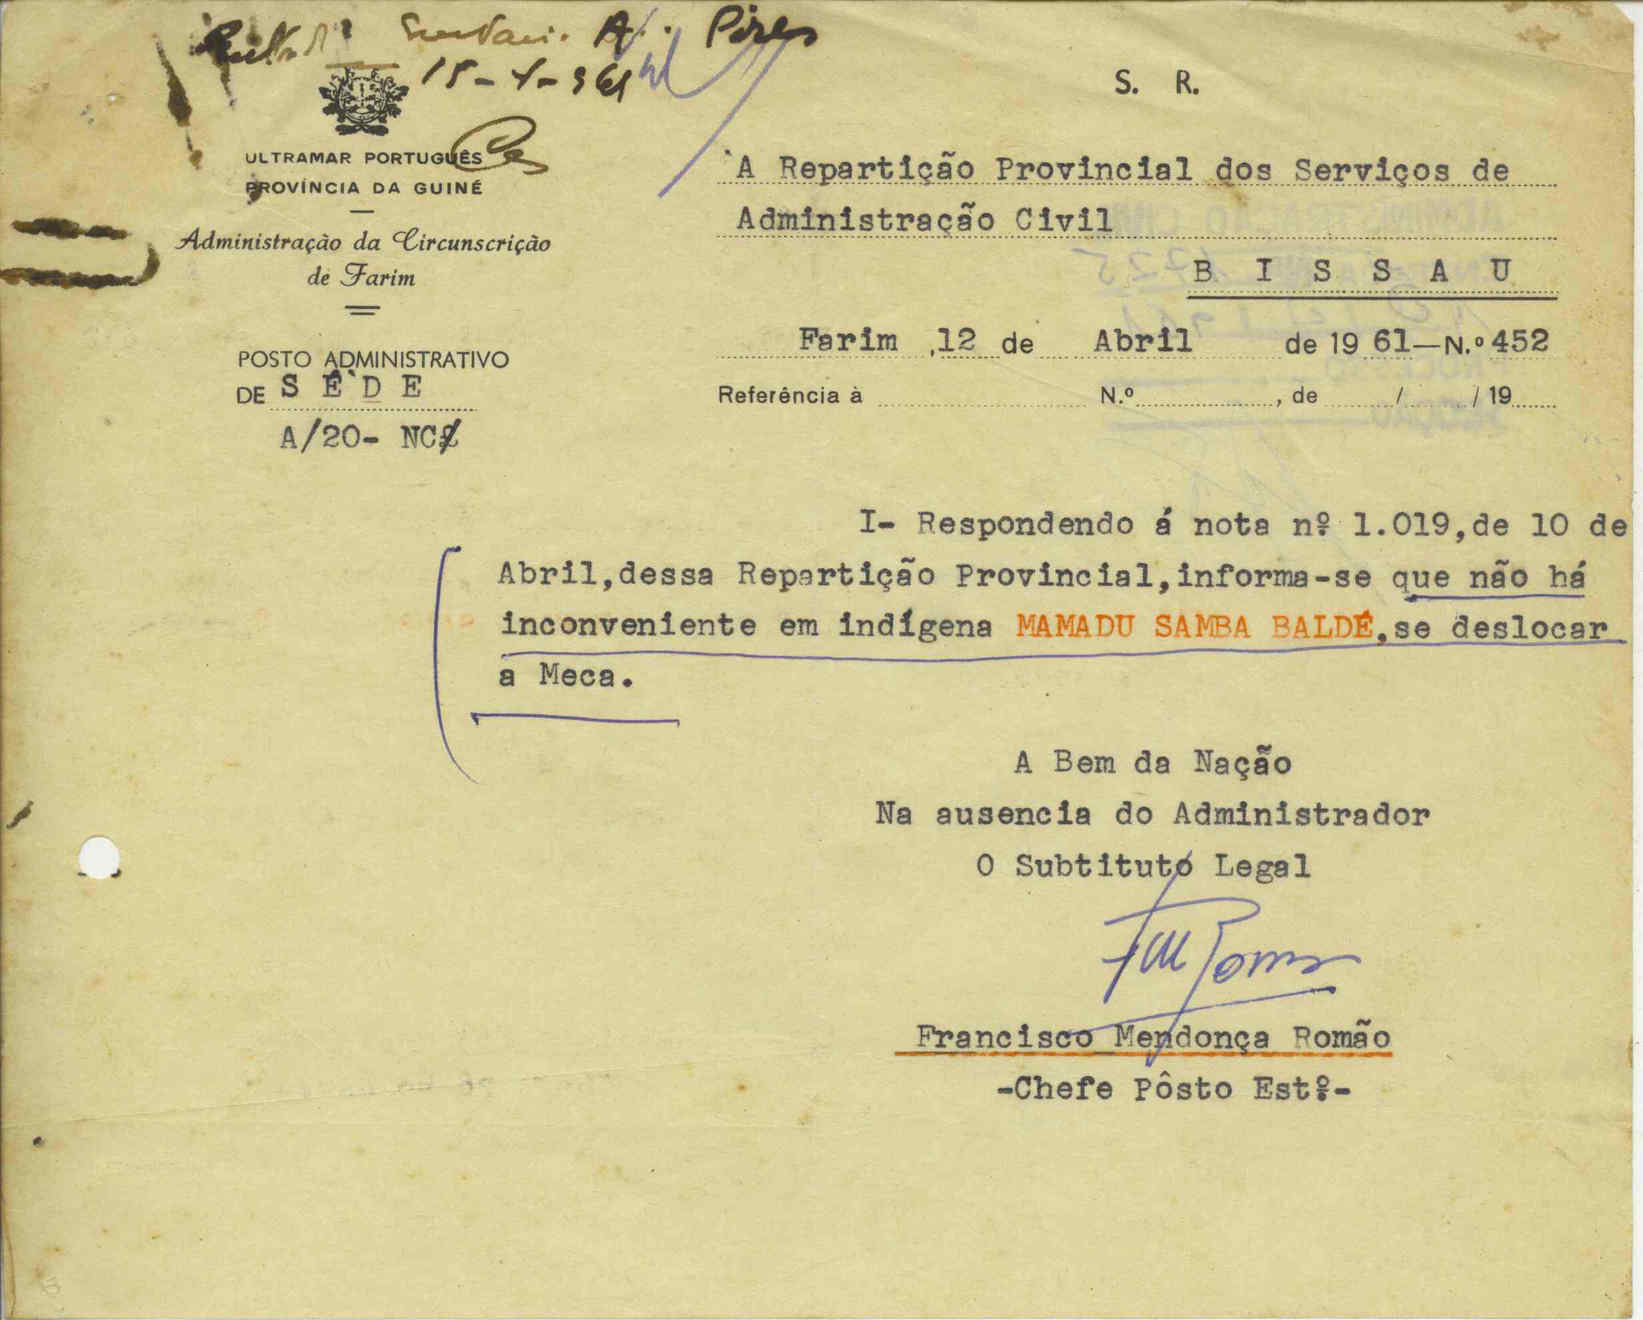 A. Pires
15-4-961
S. R.
ULTRAMAR PORTUGUÊS
PROVÍNCIA DA GUINÉ
Administração da Circunscrição
de Farim
POSTO ADMINISTRATIVO
DE S É D E
A/20- NCZ
`A Repartição Provincial dos Serviços de
Administração Civil
B I S S A U
Farim ,12 de Abril de 19 61—N.º 452
Referência à N.º , de / / 19
I- Respondendo á nota nº 1.019,de 10 de
Abril,dessa Repartição Provincial,informa-se que não há
inconveniente em indígena MAMADU SAMBA BALDÉ,se deslocar
a Meca.
A Bem da Nação
Na ausencia do Administrador
O Subtituto Legal
Francisco Mendonça Romão
-Chefe Pôsto Estº-